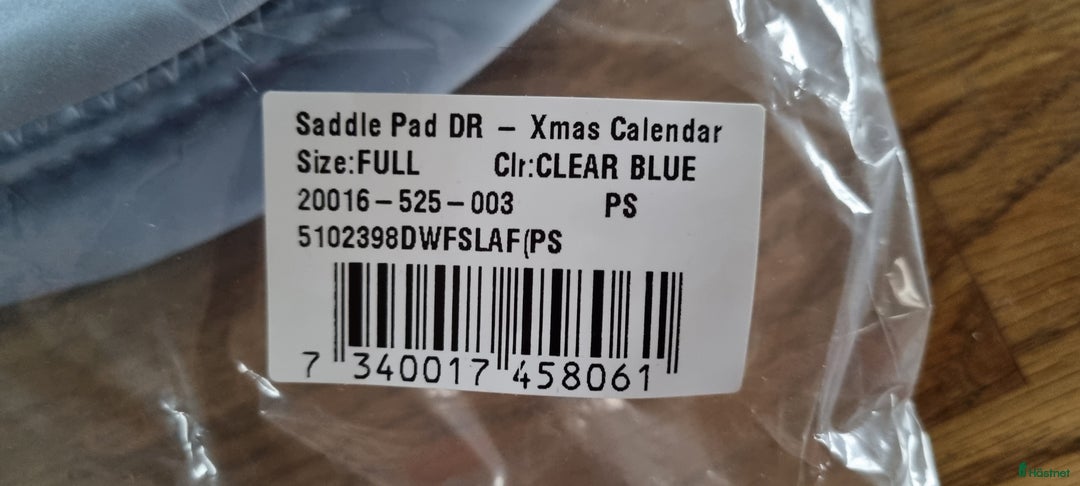 Saddle Pad DR – Xmas Calendar
Size:FULL Clr:CLEAR BLUE
20016-525-003 PS
5102398DWFSLAF(PS
7 340017 458061
Hästnet